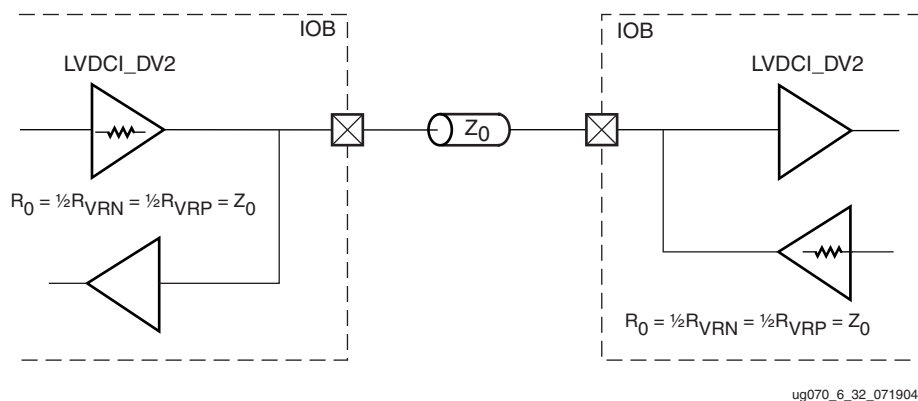 IOB
IOB
LVDCI_DV2
LVDCI_DV2
Z0
R0 = ½RVRN = ½RVRP = Z0
R0 = ½RVRN = ½RVRP = Z0
ug070_6_32_071904